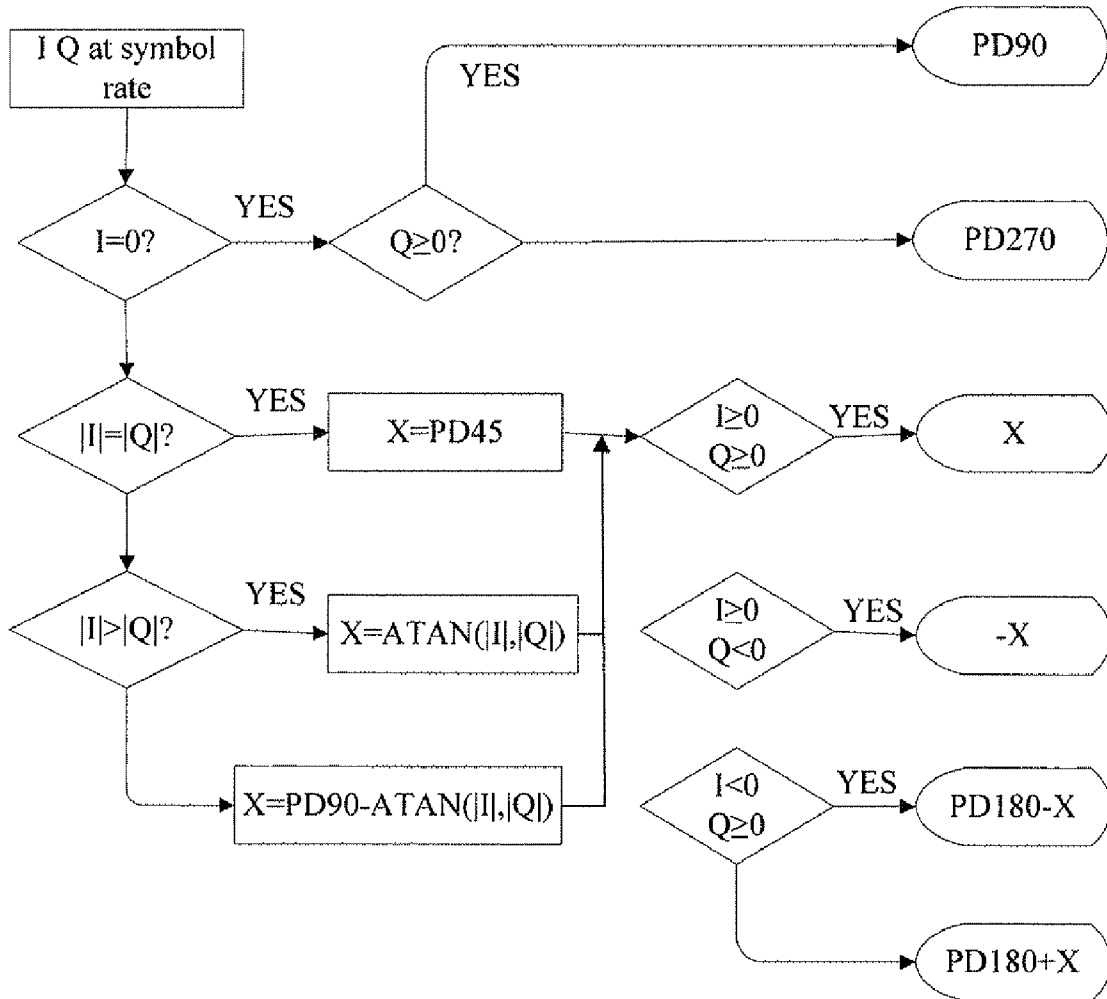 I Q at symbol
rate
PD90
YES
YES
I=0?
Q≥0?
PD270
YES
|I|=|Q|?
X=PD45
I≥0
Q≥0
YES
X
YES
|I|>|Q|?
X=ATAN(|I|,|Q|)
I≥0
Q<0
YES
-X
X=PD90-ATAN(|I|,|Q|)
I<0
Q≥0
YES
PD180-X
PD180+X